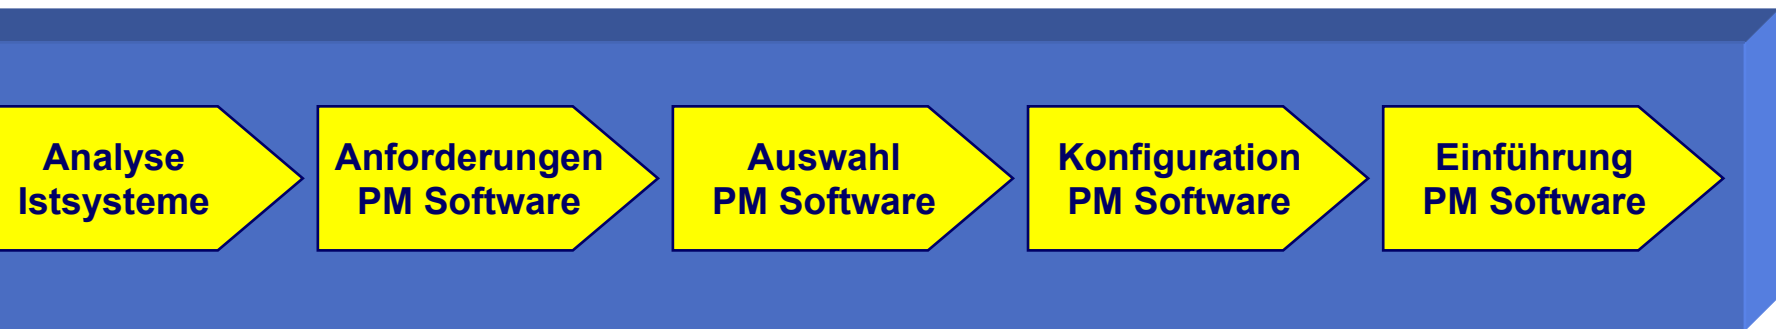 Analyse
Istsysteme
Anforderungen
PM Software
Auswahl
PM Software
Konfiguration
PM Software
Einführung
PM Software